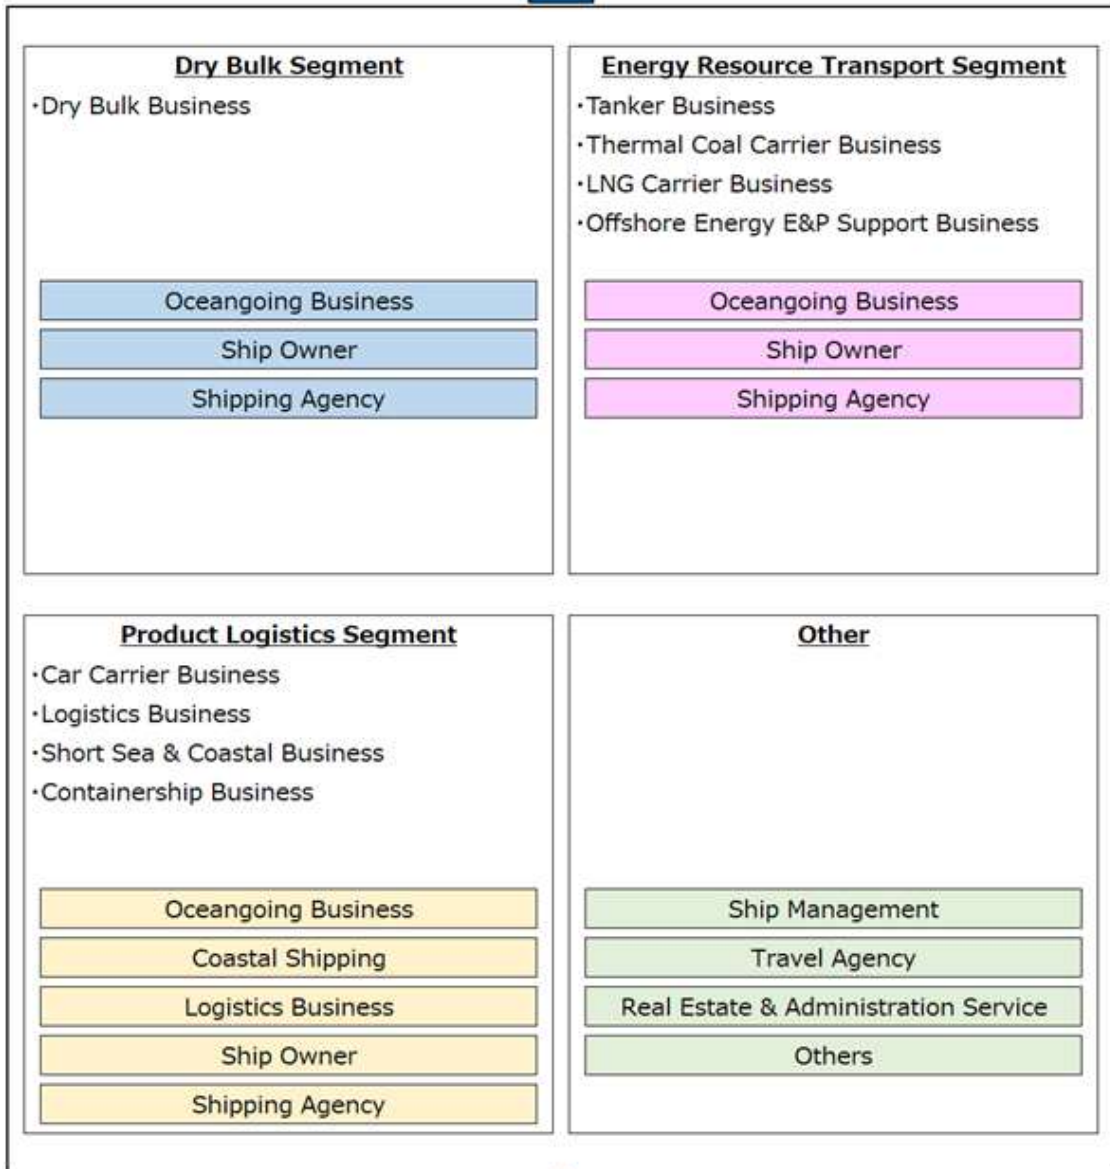 Dry Bulk Segment
・Dry Bulk Business
Oceangoing Business
Ship Owner
Shipping Agency
Energy Resource Transport Segment
・Tanker Business
・Thermal Coal Carrier Business
・LNG Carrier Business
・Offshore Energy E&P Support Business
Oceangoing Business
Ship Owner
Shipping Agency
Product Logistics Segment
・Car Carrier Business
・Logistics Business
・Short Sea & Coastal Business
・Containership Business
Oceangoing Business
Coastal Shipping
Logistics Business
Ship Owner
Shipping Agency
Other
Ship Management
Travel Agency
Real Estate & Administration Service
Others